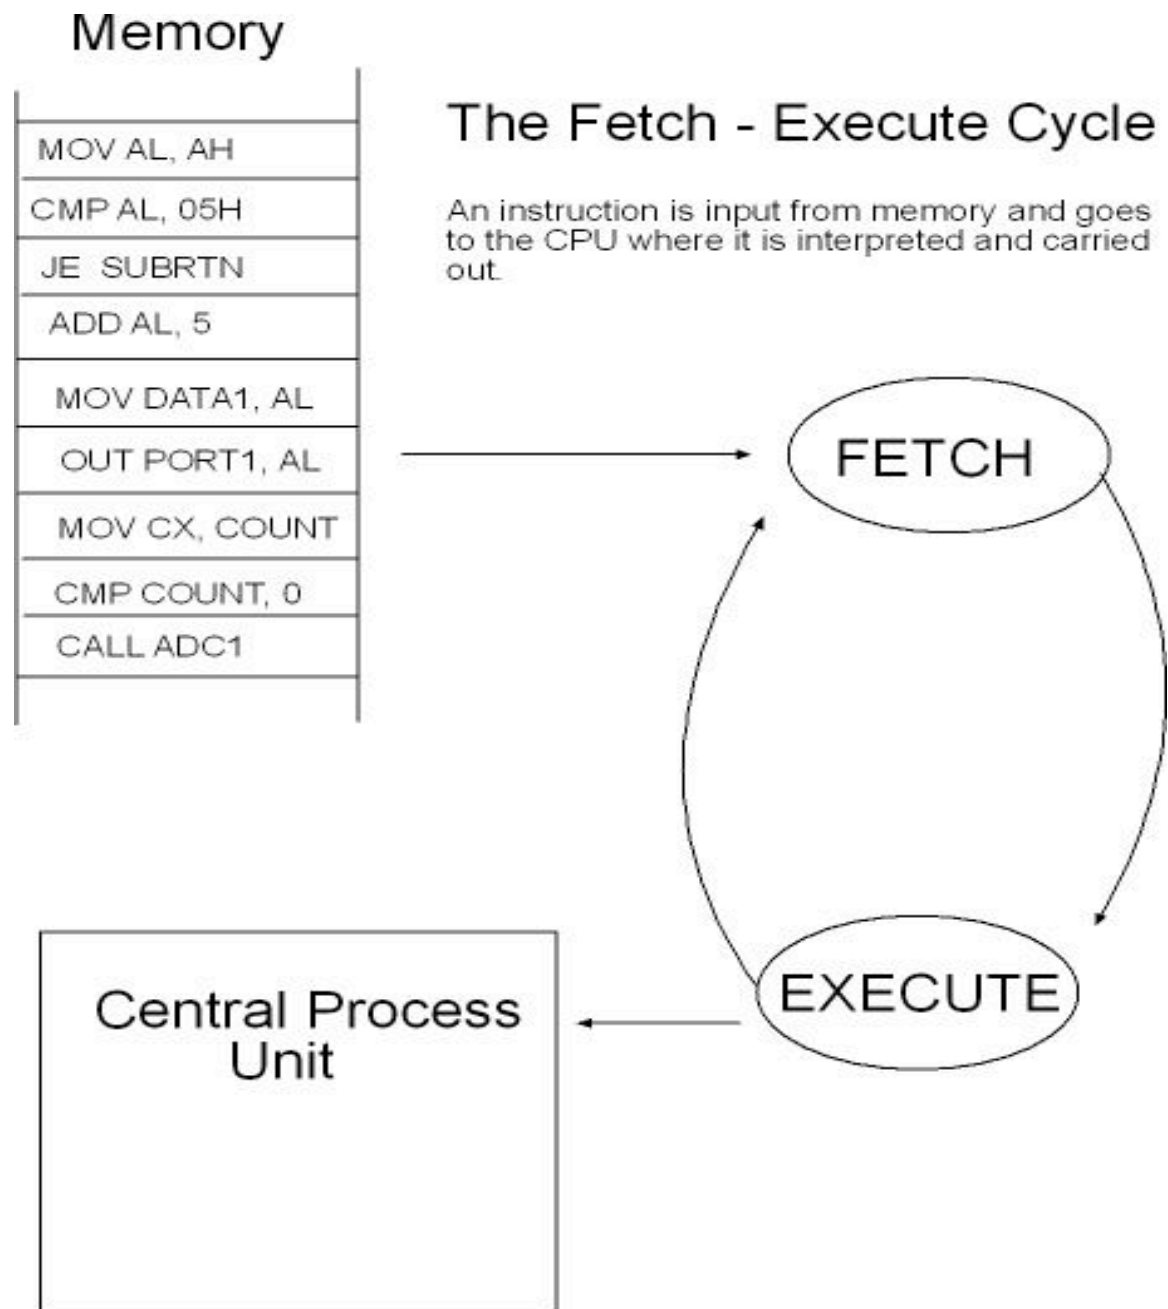 Memory
MOV AL, AH
CMP AL, 05H
JE SUBRTN
ADD AL, 5
MOV DATA1, AL
OUT PORT1, AL
MOV CX, COUNT
CMP COUNT, 0
CALL ADC1
The Fetch - Execute Cycle
An instruction is input from memory and goes
to the CPU where it is interpreted and carried
out.
FETCH
EXECUTE
Central Process
Unit